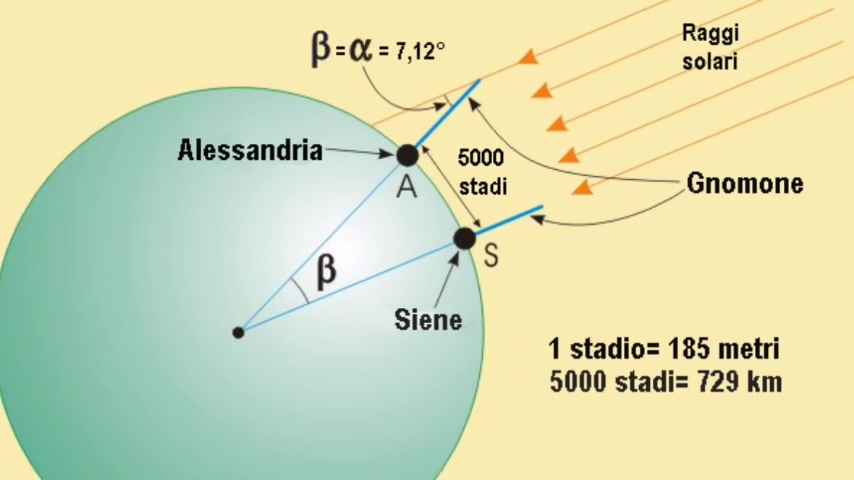 β = α = 7,12°
Raggi
solari
Alessandria
A
5000
stadi
Gnomone
β
S
Siene
1 stadio= 185 metri
5000 stadi= 729 km